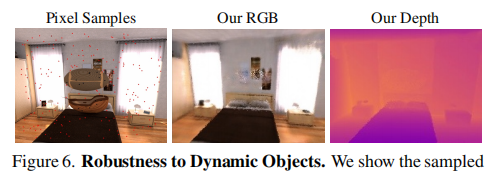 Pixel Samples Our RGB Our Depth
Figure 6. Robustness to Dynamic Objects. We show the sampled